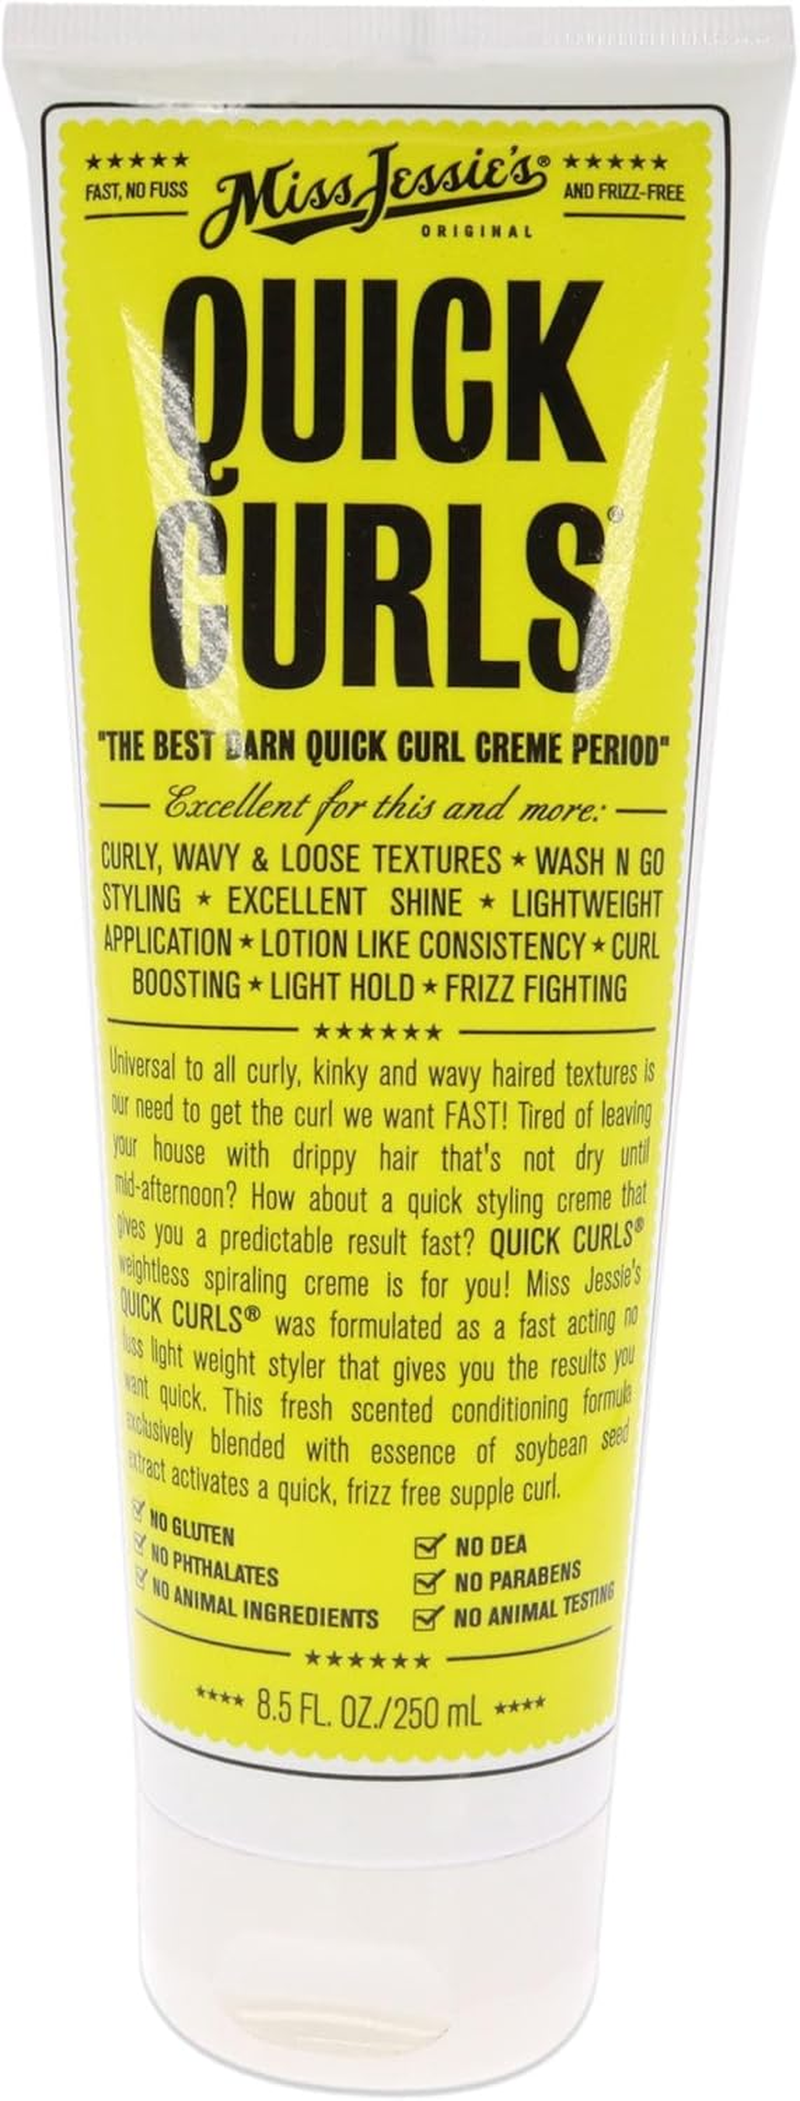 ★★★★★ Miss Jessie's® ★★★★★
FAST, NO FUSS
AND FRIZZ-FREE
ORIGINAL
QUICK
CURLS®
"THE BEST DARN QUICK CURL CREME PERIOD"
Excellent for this and more:
CURLY, WAVY & LOOSE TEXTURES ★ WASH N GO
STYLING ★ EXCELLENT SHINE ★ LIGHTWEIGHT
APPLICATION ★ LOTION LIKE CONSISTENCY ★ CURL
BOOSTING ★ LIGHT HOLD ★ FRIZZ FIGHTING
★★★★★★
Universal to all curly, kinky and wavy haired textures is
our need to get the curl we want FAST! Tired of leaving
your house with drippy hair that's not dry until
mid-afternoon? How about a quick styling creme that
gives you a predictable result fast? QUICK CURLS®
weightless spiraling creme is for you! Miss Jessie's
QUICK CURLS® was formulated as a fast acting no
fuss light weight styler that gives you the results you
want quick. This fresh scented conditioning formula
exclusively blended with essence of soybean seed
extract activates a quick, frizz free supple curl.
☑ NO GLUTEN
☑ NO PHTHALATES
☑ NO ANIMAL INGREDIENTS
☑ NO DEA
☑ NO PARABENS
☑ NO ANIMAL TESTING
★★★★★★
★★★★ 8.5 FL. OZ./250 mL ★★★★